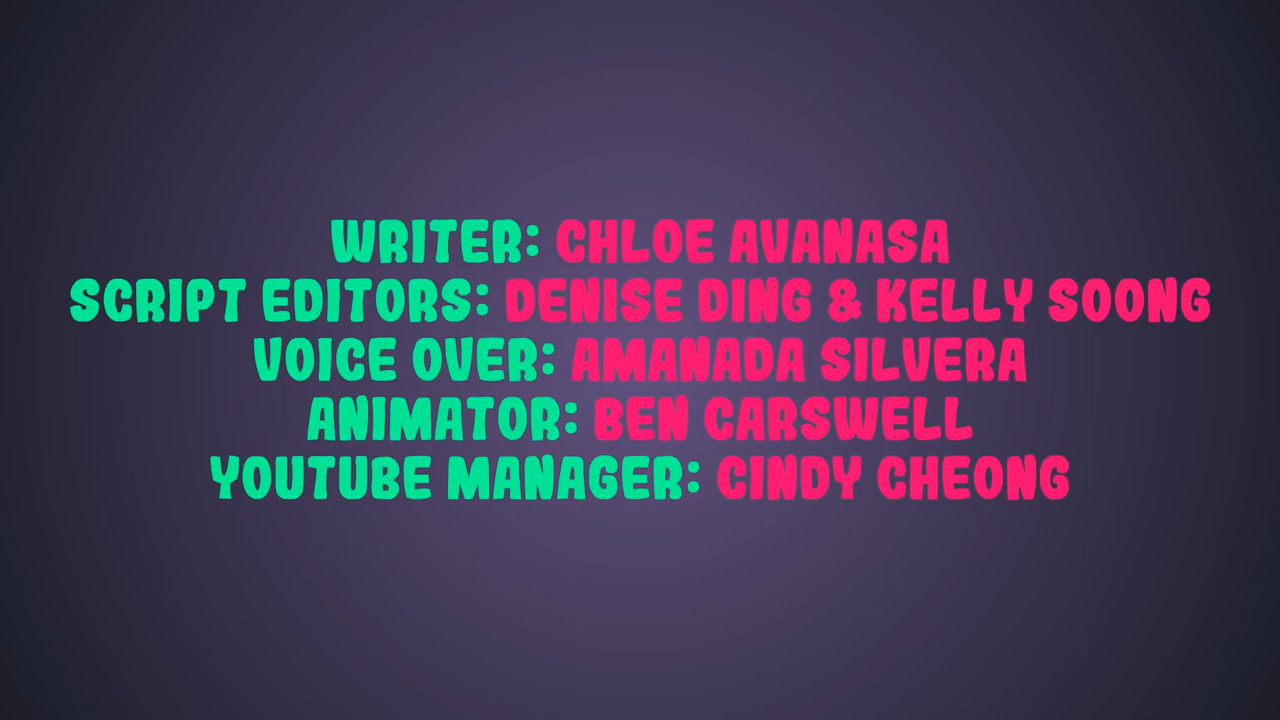 WRITER: CHLOE AVANASA
SCRIPT EDITORS: DENISE DING & KELLY SOONG
VOICE OVER: AMANADA SILVERA
ANIMATOR: BEN CARSWELL
YOUTUBE MANAGER: CINDY CHEONG